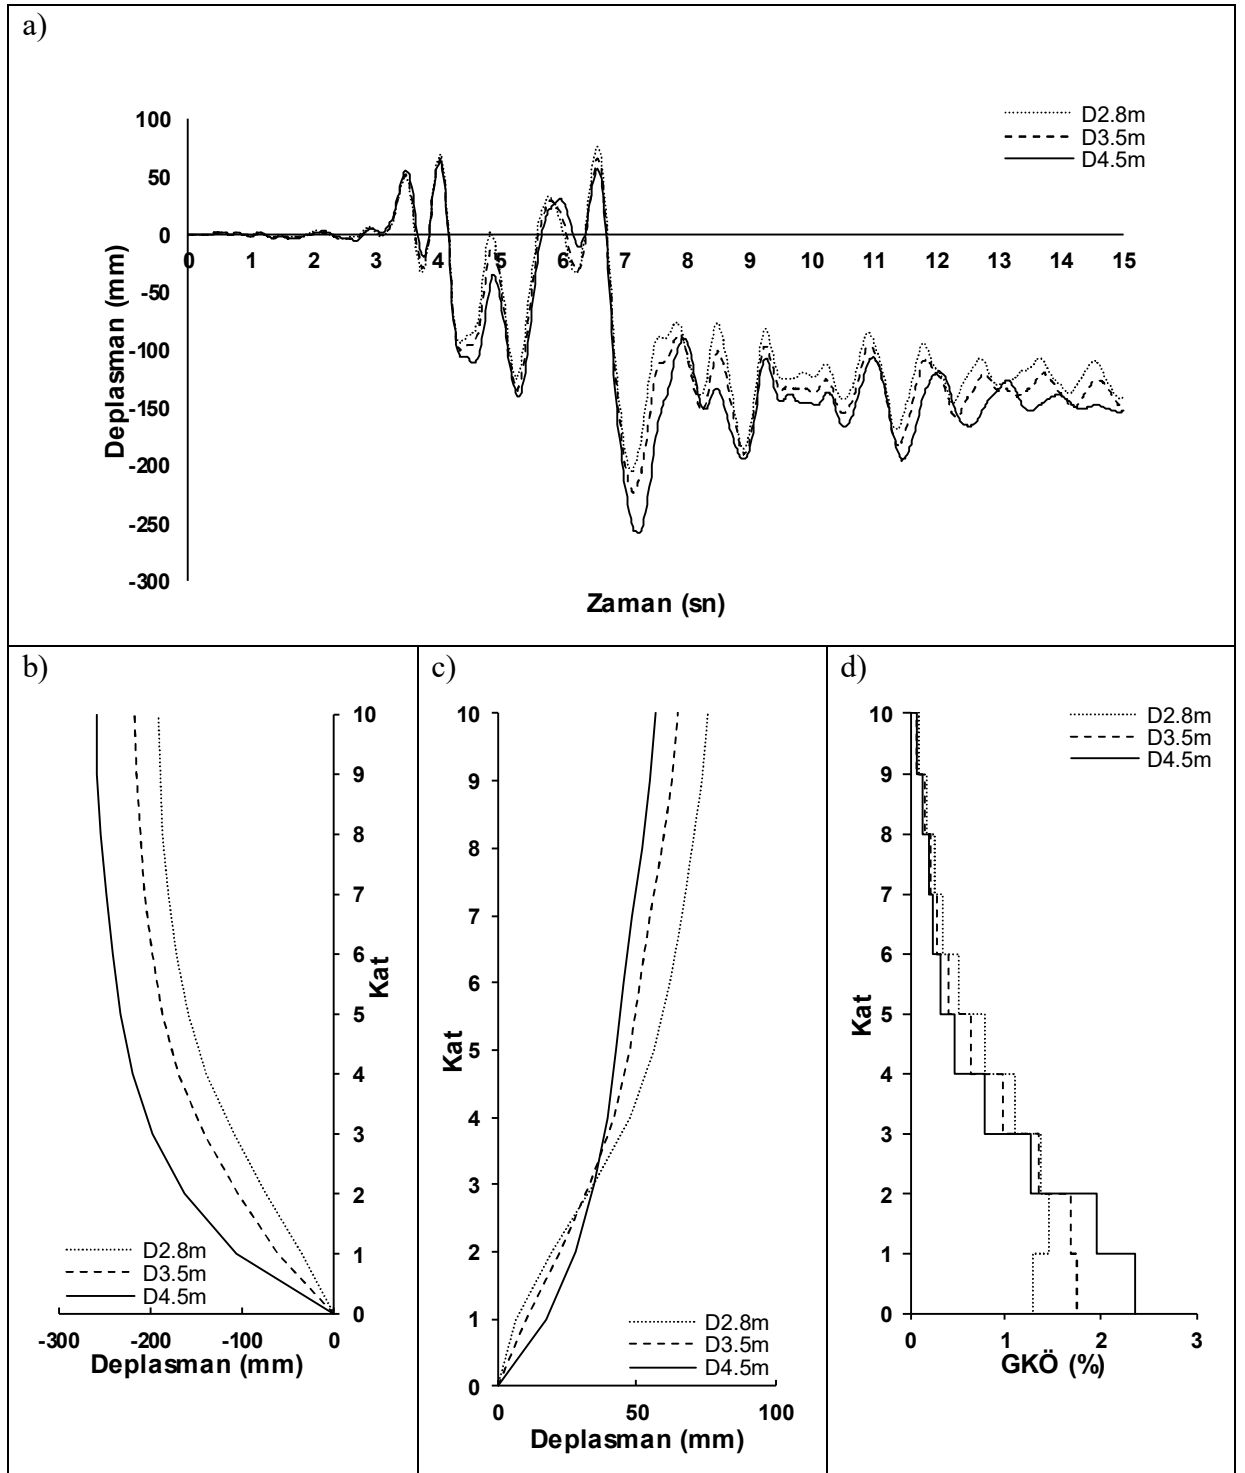 a)
D2.8m
D3.5m
D4.5m
100
50
0
-50
-100
-150
-200
-250
-300
Deplasman (mm)
0 1 2 3 4 5 6 7 8 9 10 11 12 13 14 15
Zaman (sn)
b)
10
9
8
7
6
5
4
3
2
1
0
Kat
D2.8m
D3.5m
D4.5m
-300 -200 -100 0
Deplasman (mm)
c)
10
9
8
7
6
5
4
3
2
1
0
Kat
D2.8m
D3.5m
D4.5m
0 50 100
Deplasman (mm)
d)
D2.8m
D3.5m
D4.5m
10
9
8
7
6
5
4
3
2
1
0
Kat
0 1 2 3
GKÖ (%)